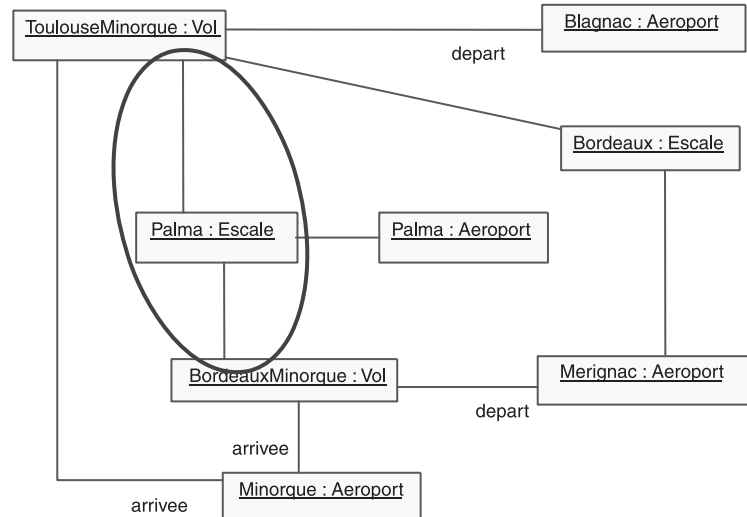 ToulouseMinorque : Vol
Blagnac : Aeroport
depart
Bordeaux : Escale
Palma : Escale
Palma : Aeroport
BordeauxMinorque : Vol
Merignac : Aeroport
depart
arrivee
Minorque : Aeroport
arrivee